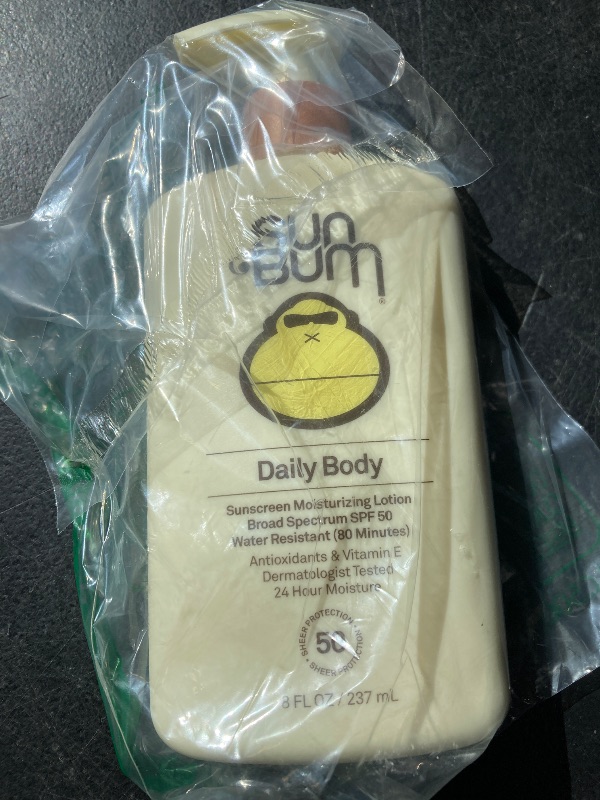 Sun
Bum®
Daily Body
Sunscreen Moisturizing Lotion
Broad Spectrum SPF 50
Water Resistant (80 Minutes)
Antioxidants & Vitamin E
Dermatologist Tested
24 Hour Moisture
SHEER PROTECTION • SHEER PROTECTION •
50
8 FL OZ / 237 mL